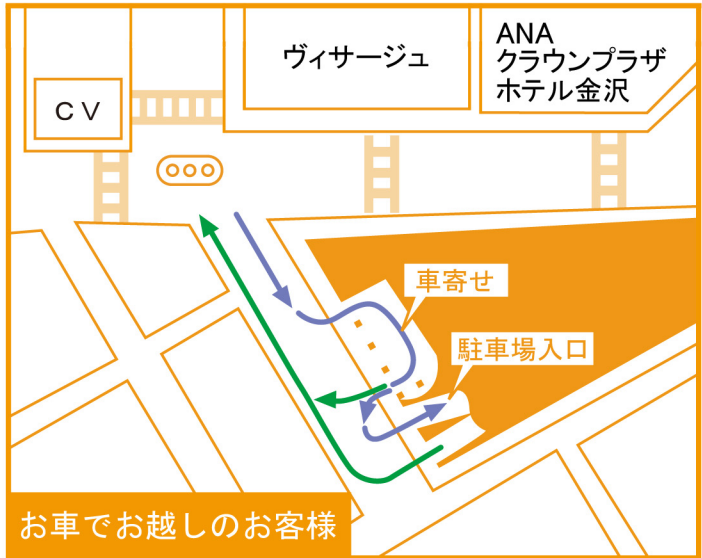 ヴィサージュ
ANA
クラウンプラザ
ホテル金沢
CV
車寄せ
駐車場入口
お車でお越しのお客様